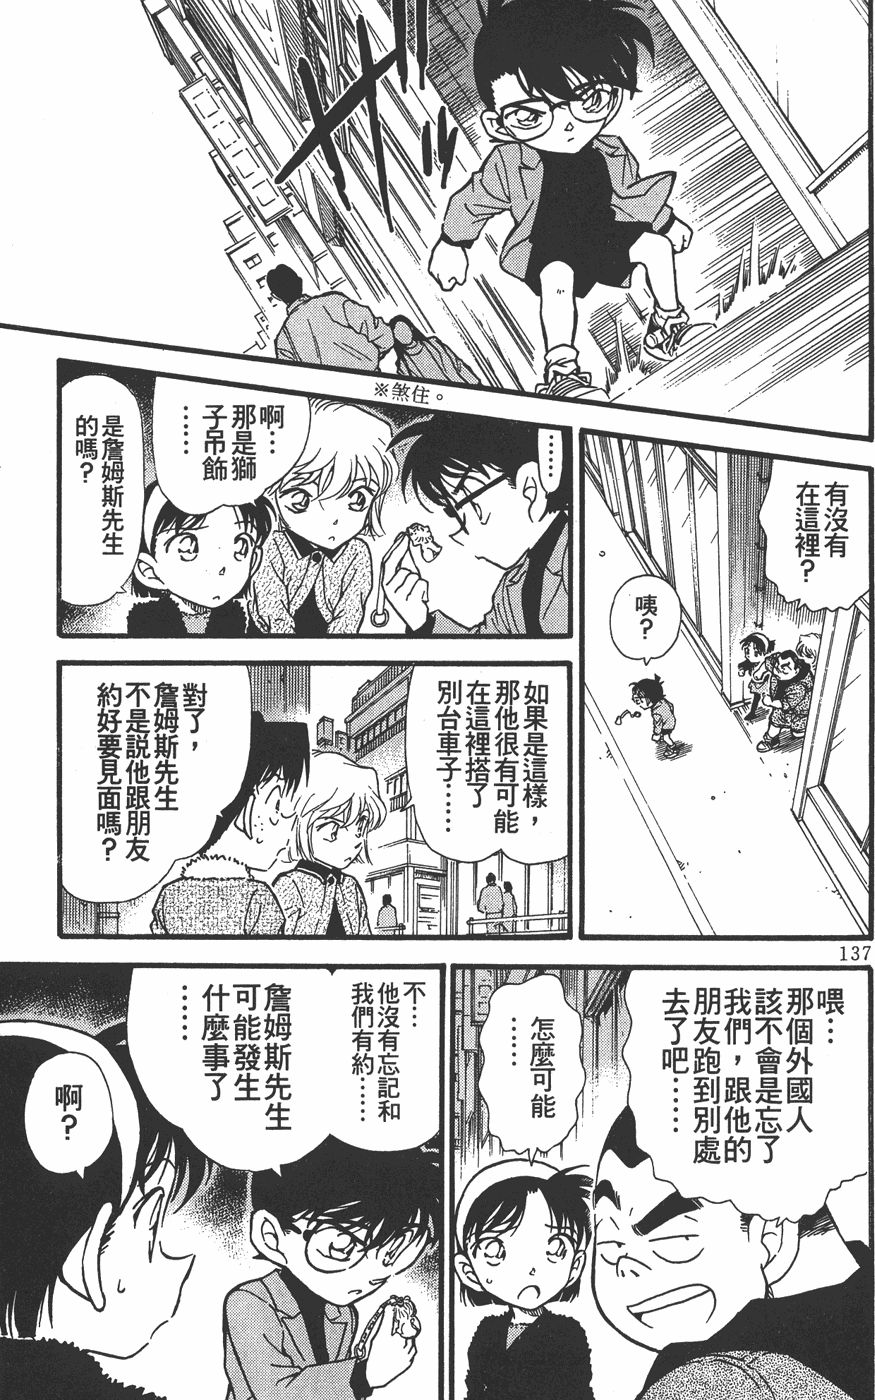 ※煞住。
有沒有
在這裡？
咦？
……
啊…
那是獅
子吊飾
……
是詹姆斯先生
的嗎？
如果是這樣，
那他很有可能
在這裡搭了
別台車子……
對了，
詹姆斯先生
不是說他跟朋友
約好要見面嗎？
137
喂…
那個外國人
該不會是忘了
我們，跟他的
朋友跑到別處
去了吧……
怎麼可能
……
不…
他沒有忘記和
我們有約……
詹姆斯先生
可能發生
什麼事了
……
啊？